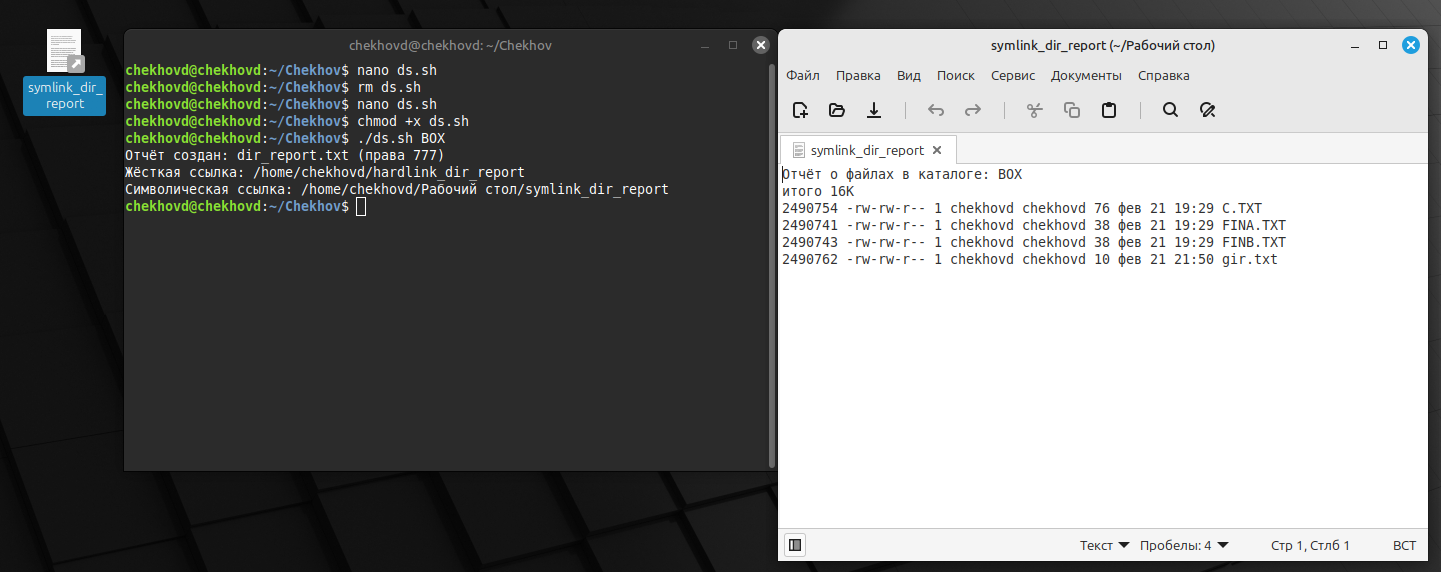 symlink_dir_
report
chekhovd@chekhovd: ~/Chekhov
chekhovd@chekhovd:~/Chekhov$ nano ds.sh
chekhovd@chekhovd:~/Chekhov$ rm ds.sh
chekhovd@chekhovd:~/Chekhov$ nano ds.sh
chekhovd@chekhovd:~/Chekhov$ chmod +x ds.sh
chekhovd@chekhovd:~/Chekhov$ ./ds.sh BOX
Отчёт создан: dir_report.txt (права 777)
Жёсткая ссылка: /home/chekhovd/hardlink_dir_report
Символическая ссылка: /home/chekhovd/Рабочий стол/symlink_dir_report
chekhovd@chekhovd:~/Chekhov$
symlink_dir_report (~/Рабочий стол)
Файл Правка Вид Поиск Сервис Документы Справка
symlink_dir_report
Отчёт о файлах в каталоге: BOX
итого 16K
2490754 -rw-rw-r-- 1 chekhovd chekhovd 76 фев 21 19:29 C.TXT
2490741 -rw-rw-r-- 1 chekhovd chekhovd 38 фев 21 19:29 FINA.TXT
2490743 -rw-rw-r-- 1 chekhovd chekhovd 38 фев 21 19:29 FINB.TXT
2490762 -rw-rw-r-- 1 chekhovd chekhovd 10 фев 21 21:50 gir.txt
Текст Пробелы: 4 Стр 1, Стлб 1 ВСТ